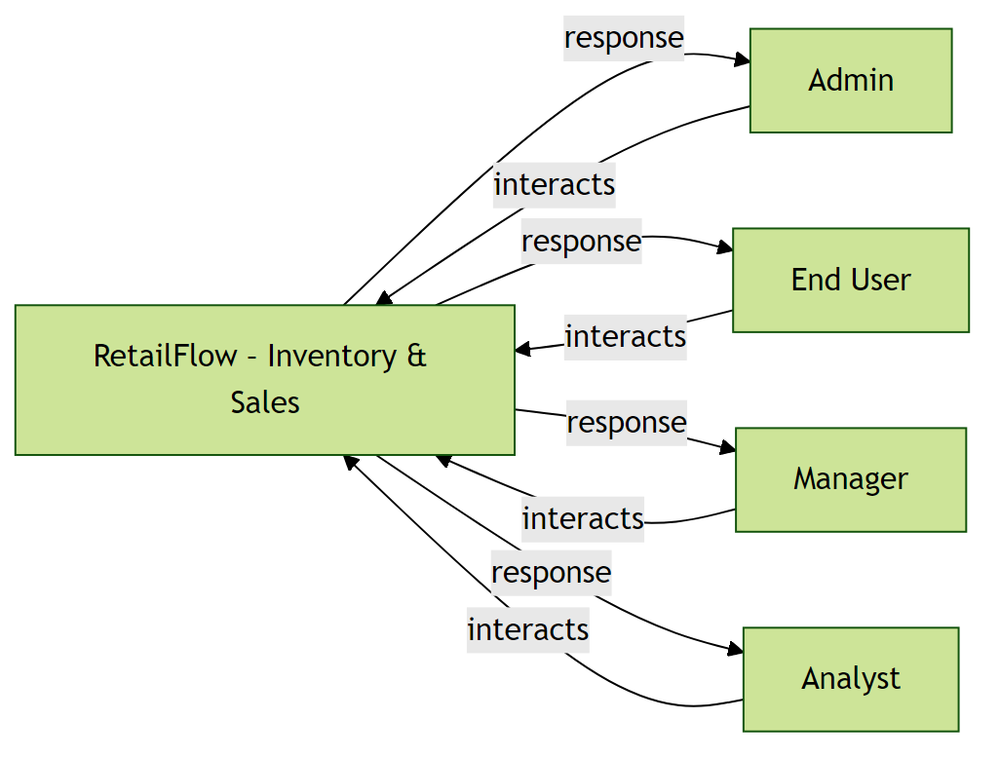 response
Admin
interacts
response
End User
interacts
RetailFlow - Inventory &
Sales
response
Manager
interacts
response
interacts
Analyst